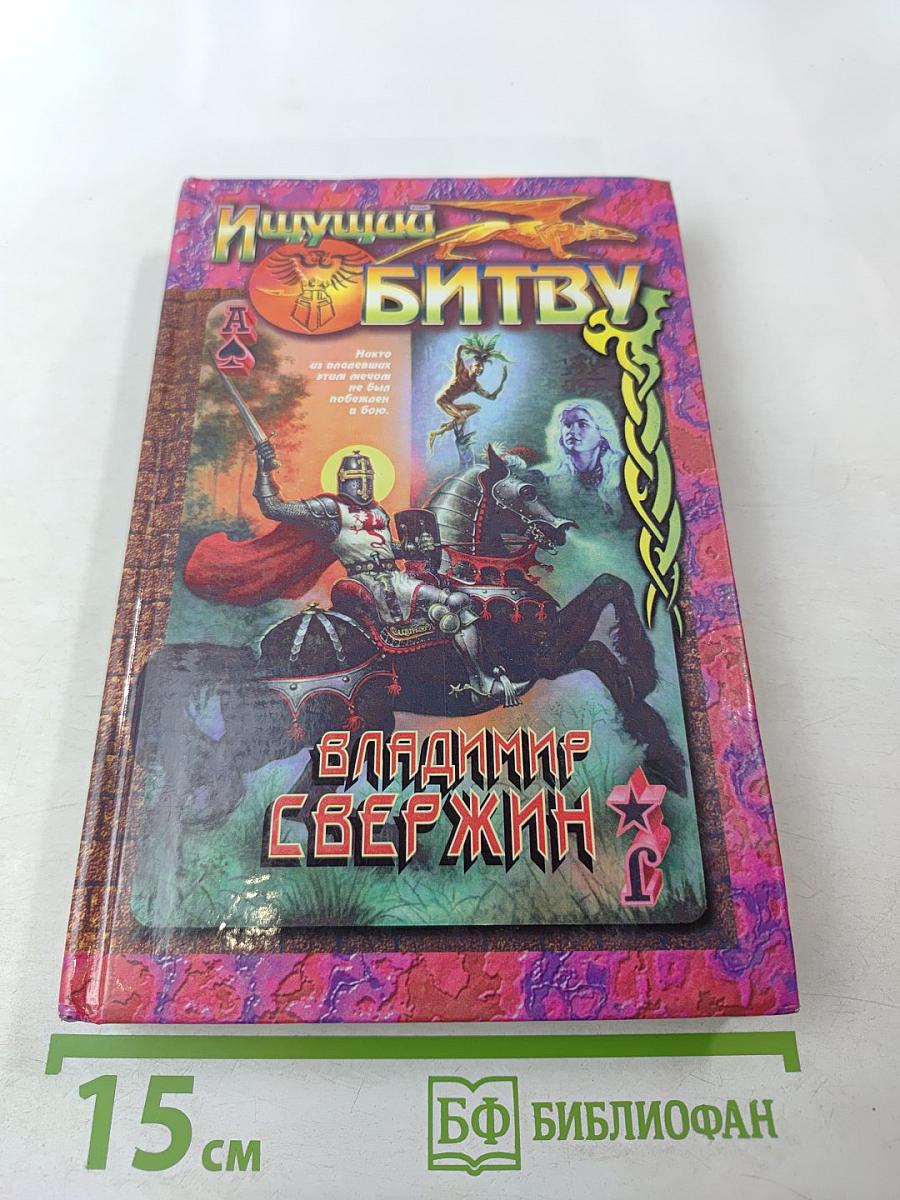 Ищущий
БИТВУ
A
Никто
из владевших
этим мечом
не был
побежден
в бою.
ВЛАДИМИР
СВЕРЖИН
J
15 см
БФ БИБЛИОФАН